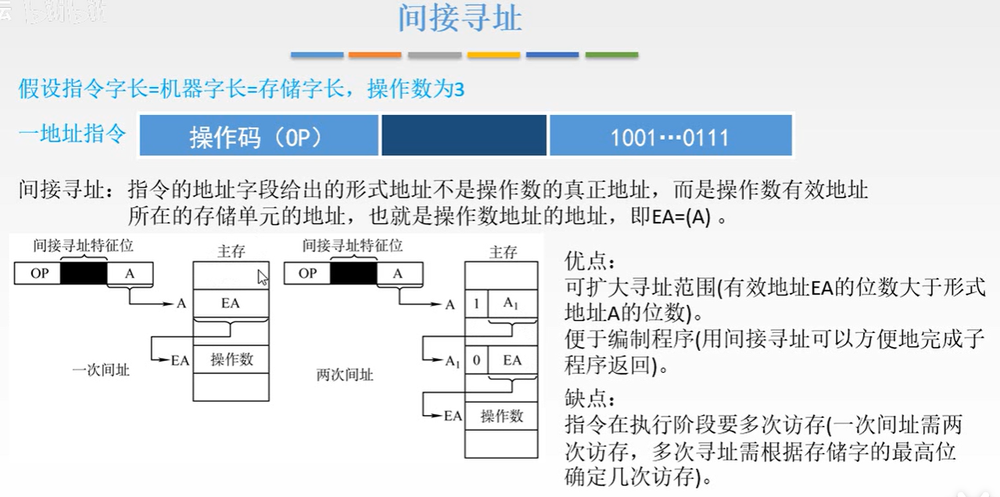 间接寻址
假设指令字长=机器字长=存储字长，操作数为3
一地址指令 操作码（OP） 1001…0111
间接寻址：指令的地址字段给出的形式地址不是操作数的真正地址，而是操作数有效地址
所在的存储单元的地址，也就是操作数地址的地址，即EA=(A) 。
间接寻址特征位
主存
OP A
A EA
EA 操作数
一次间址
间接寻址特征位
主存
OP A
A 1 A₁
A₁ 0 EA
两次间址
EA 操作数
优点：
可扩大寻址范围(有效地址EA的位数大于形式
地址A的位数)。
便于编制程序(用间接寻址可以方便地完成子
程序返回)。
缺点：
指令在执行阶段要多次访存(一次间址需两
次访存，多次寻址需根据存储字的最高位
确定几次访存)。